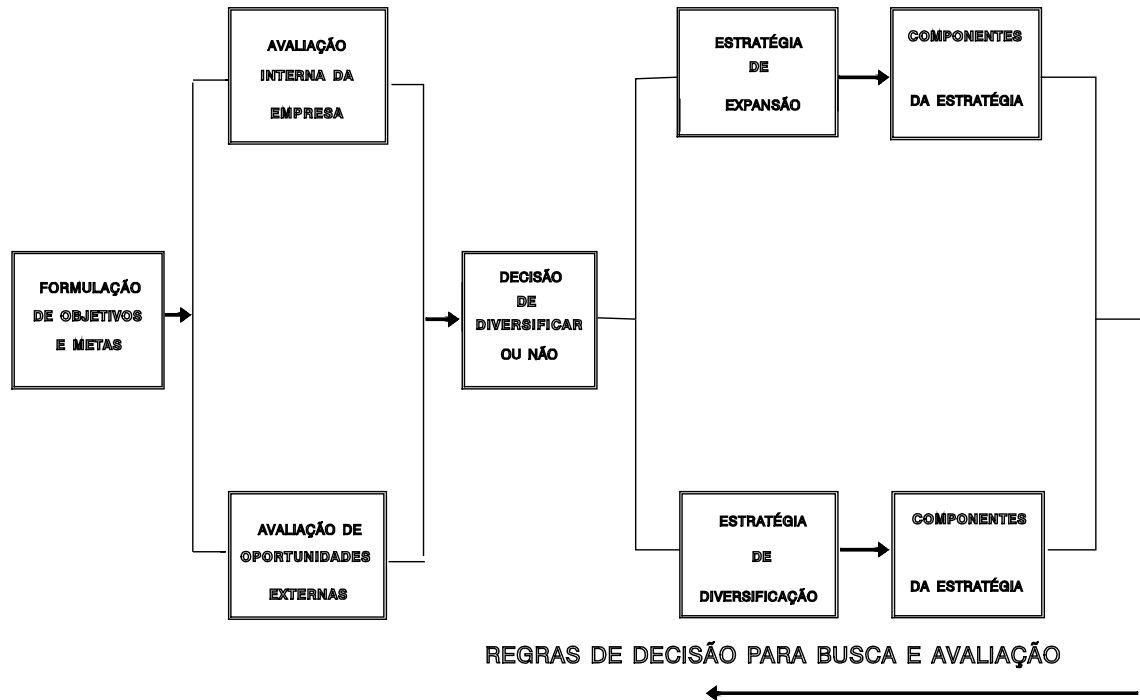 AVALIAÇÃO
INTERNA DA
EMPRESA
ESTRATÉGIA
DE
EXPANSÃO
COMPONENTES
DA ESTRATÉGIA
FORMULAÇÃO
DE OBJETIVOS
E METAS
DECISÃO
DE
DIVERSIFICAR
OU NÃO
AVALIAÇÃO DE
OPORTUNIDADES
EXTERNAS
ESTRATÉGIA
DE
DIVERSIFICAÇÃO
COMPONENTES
DA ESTRATÉGIA
REGRAS DE DECISÃO PARA BUSCA E AVALIAÇÃO